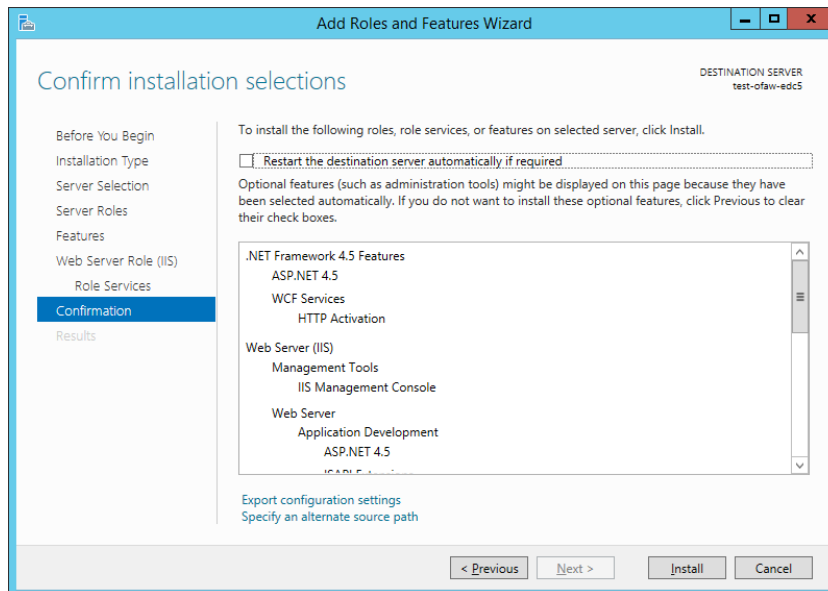 Add Roles and Features Wizard
Confirm installation selections
DESTINATION SERVER
test-ofaw-edc5
Before You Begin
Installation Type
Server Selection
Server Roles
Features
Web Server Role (IIS)
Role Services
Confirmation
Results
To install the following roles, role services, or features on selected server, click Install.
Restart the destination server automatically if required
Optional features (such as administration tools) might be displayed on this page because they have
been selected automatically. If you do not want to install these optional features, click Previous to clear
their check boxes.
.NET Framework 4.5 Features
ASP.NET 4.5
WCF Services
HTTP Activation
Web Server (IIS)
Management Tools
IIS Management Console
Web Server
Application Development
ASP.NET 4.5
Export configuration settings
Specify an alternate source path
< Previous
Next >
Install
Cancel